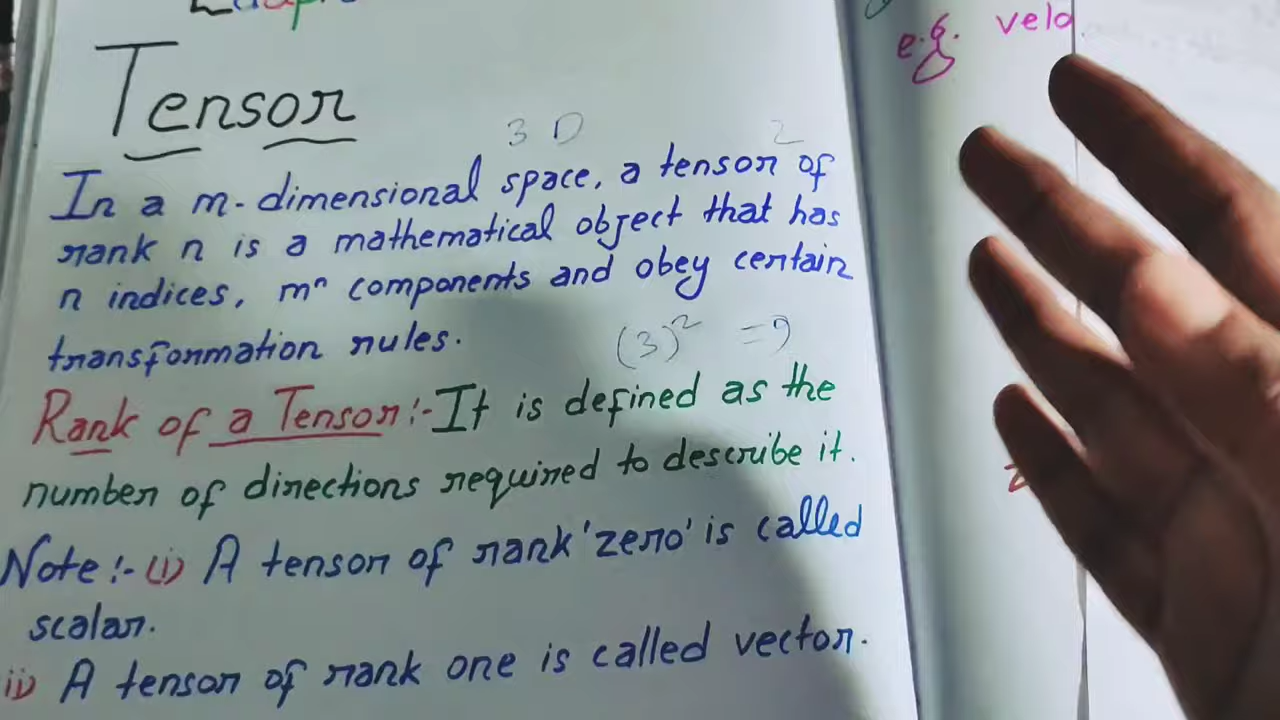 Tensor
3 D 2
In a m-dimensional space, a tensor of
rank n is a mathematical object that has
n indices, mⁿ components and obey certain
transformation rules.
(3)² =9
Rank of a Tensor:- It is defined as the
number of directions required to describe it.
Note:- (i) A tensor of rank 'zero' is called
scalar.
ii) A tensor of rank one is called vector.
e.g. velo